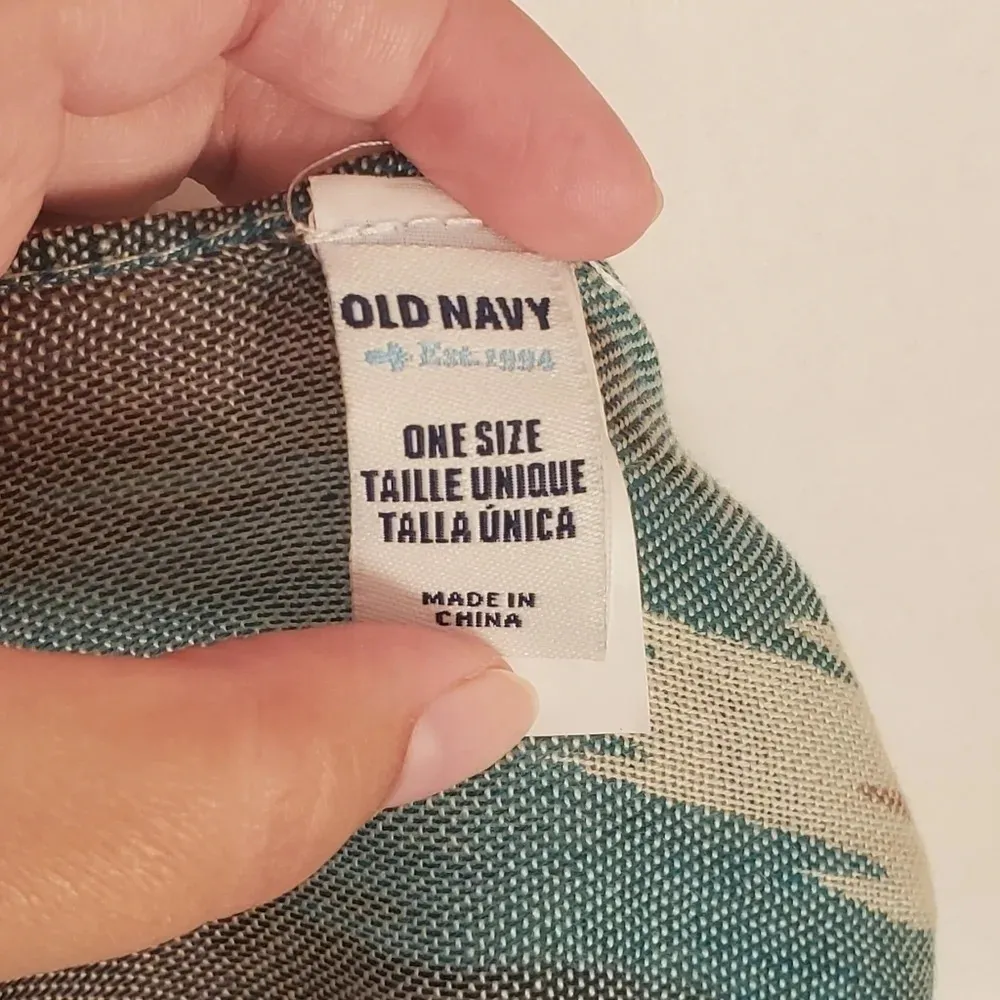 OLD NAVY
Est. 1994
ONE SIZE
TAILLE UNIQUE
TALLA ÚNICA
MADE IN
CHINA